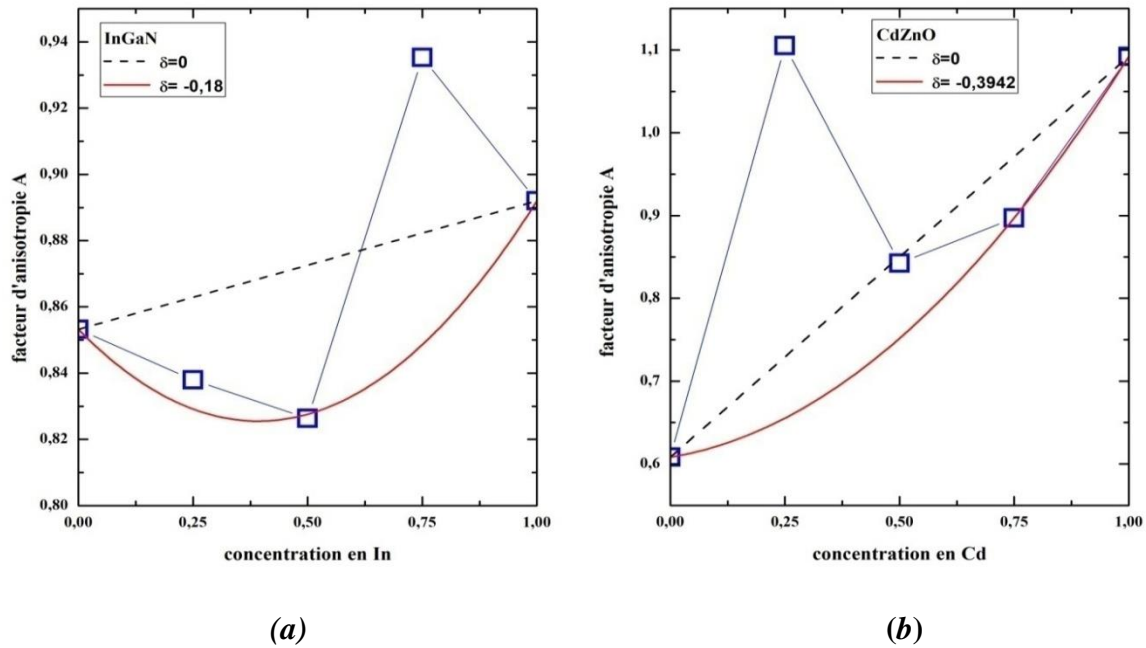 InGaN
δ=0
δ= -0,18
0,94
0,92
0,90
0,88
0,86
0,84
0,82
0,80
facteur d'anisotropie A
0,00 0,25 0,50 0,75 1,00
concentration en In
(a)
CdZnO
δ=0
δ= -0,3942
1,1
1,0
0,9
0,8
0,7
0,6
facteur d'anisotropie A
0,00 0,25 0,50 0,75 1,00
concentration en Cd
(b)